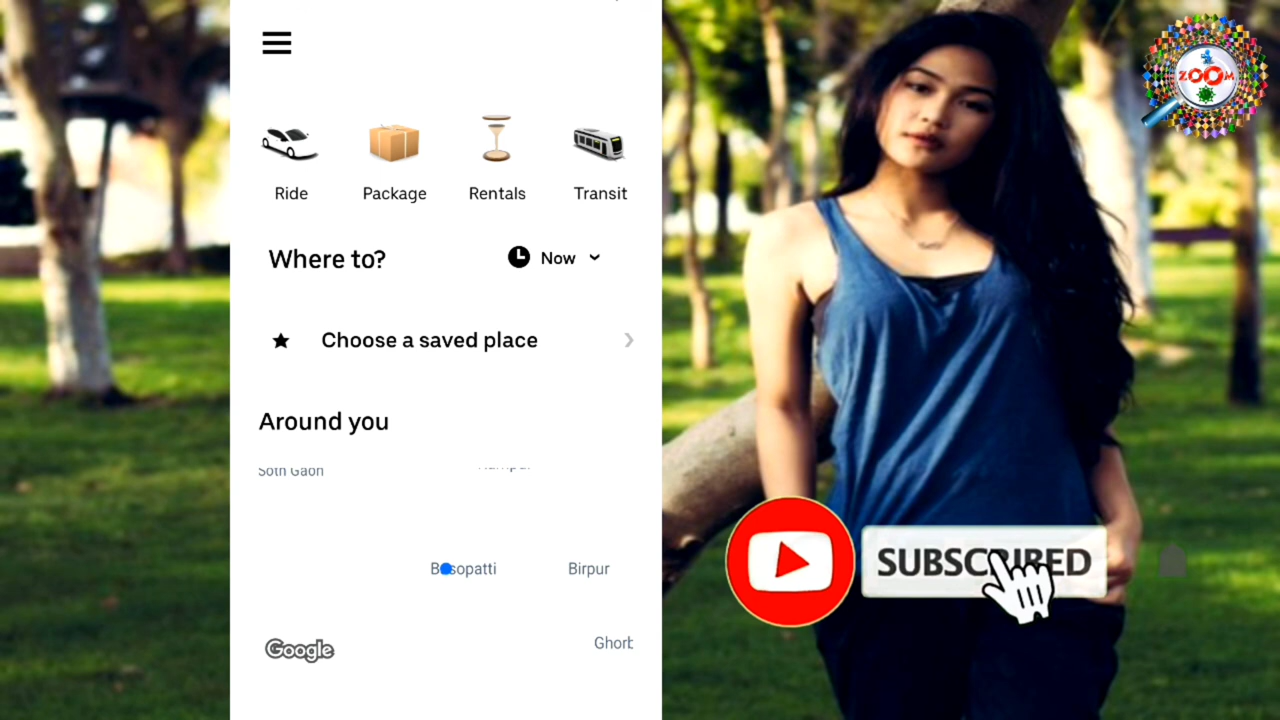 ZOOM
Ride
Package
Rentals
Transit
Where to?
Now
Choose a saved place
Around you
Soth Gaon
Basopatti
Birpur
SUBSCRIBED
Ghort
Google